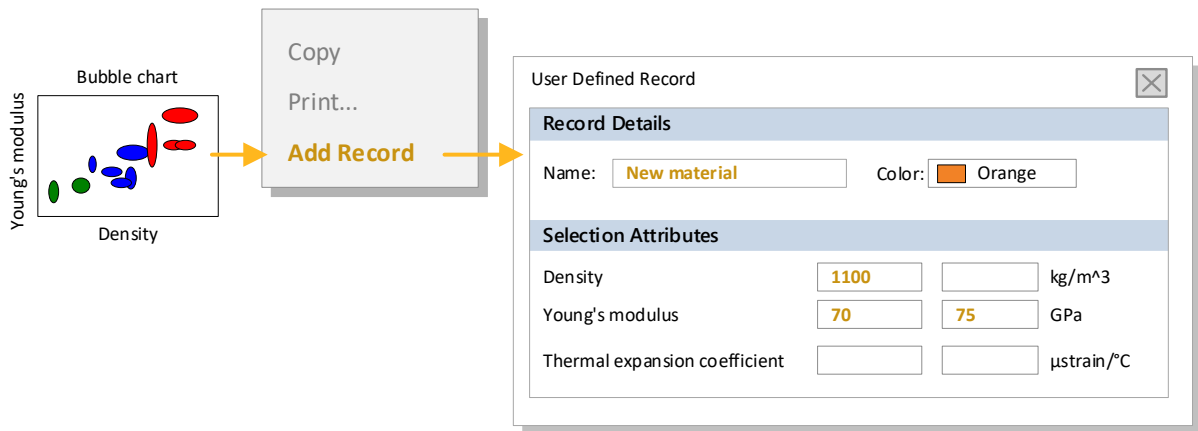 Bubble chart
Young's modulus
Density
Copy
Print...
Add Record
User Defined Record
Record Details
Name: New material Color: Orange
Selection Attributes
Density 1100 kg/m^3
Young's modulus 70 75 GPa
Thermal expansion coefficient µstrain/°C